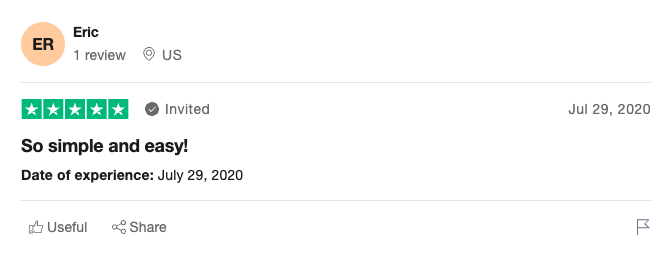 ER
Eric
1 review US
Invited Jul 29, 2020
So simple and easy!
Date of experience: July 29, 2020
Useful Share